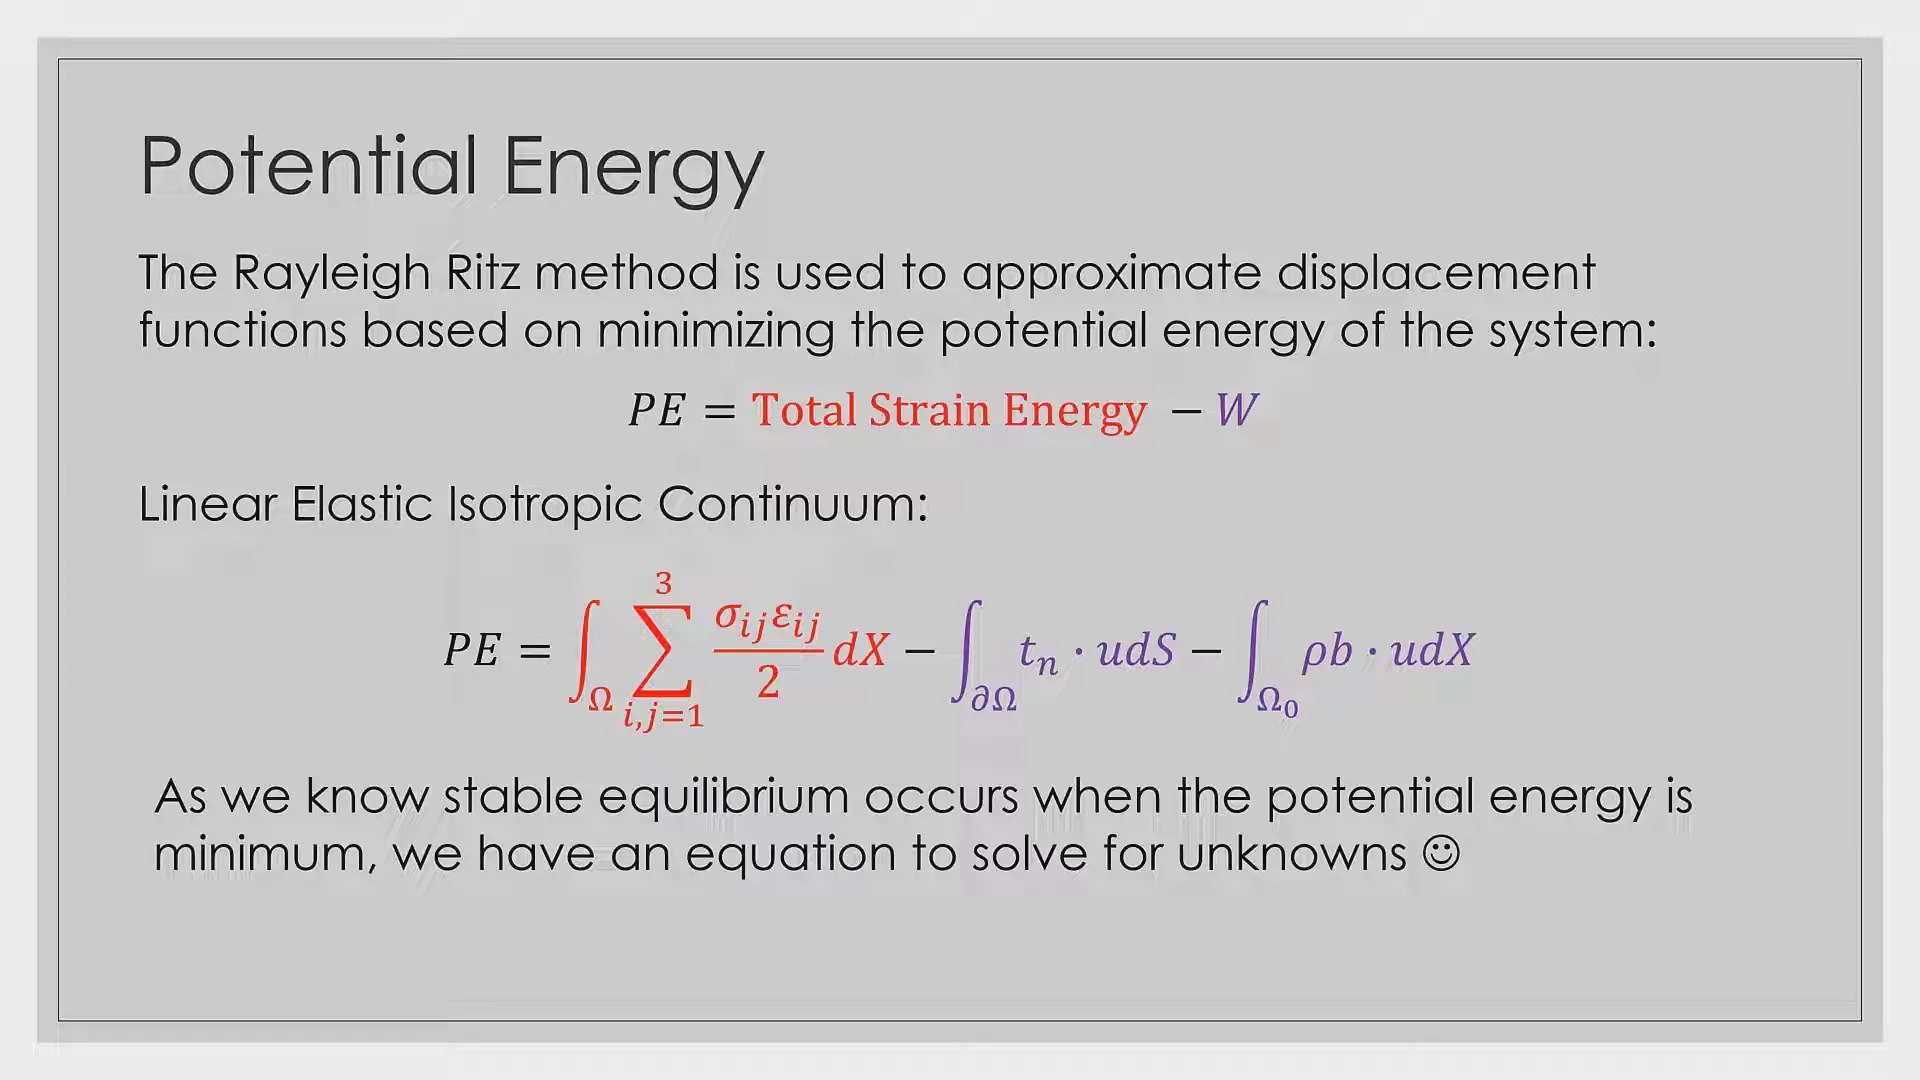 Potential Energy
The Rayleigh Ritz method is used to approximate displacement
functions based on minimizing the potential energy of the system:
𝑃𝐸 = Total Strain Energy − 𝑊
Linear Elastic Isotropic Continuum:
𝑃𝐸 = ∫_Ω ∑_{i,j=1}^{3} (σ_{ij}ε_{ij})/2 dX − ∫_{∂Ω} t_n · udS − ∫_{Ω_0} ρb · udX
As we know stable equilibrium occurs when the potential energy is
minimum, we have an equation to solve for unknowns ☺